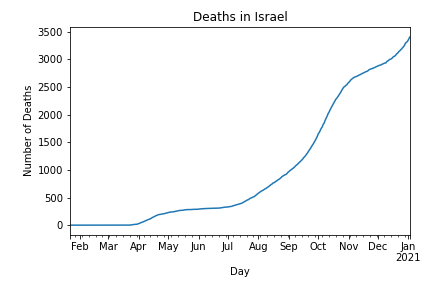 Deaths in Israel
3500
3000
2500
2000
1500
1000
500
0
Number of Deaths
Feb Mar Apr May Jun Jul Aug Sep Oct Nov Dec Jan
2021
Day